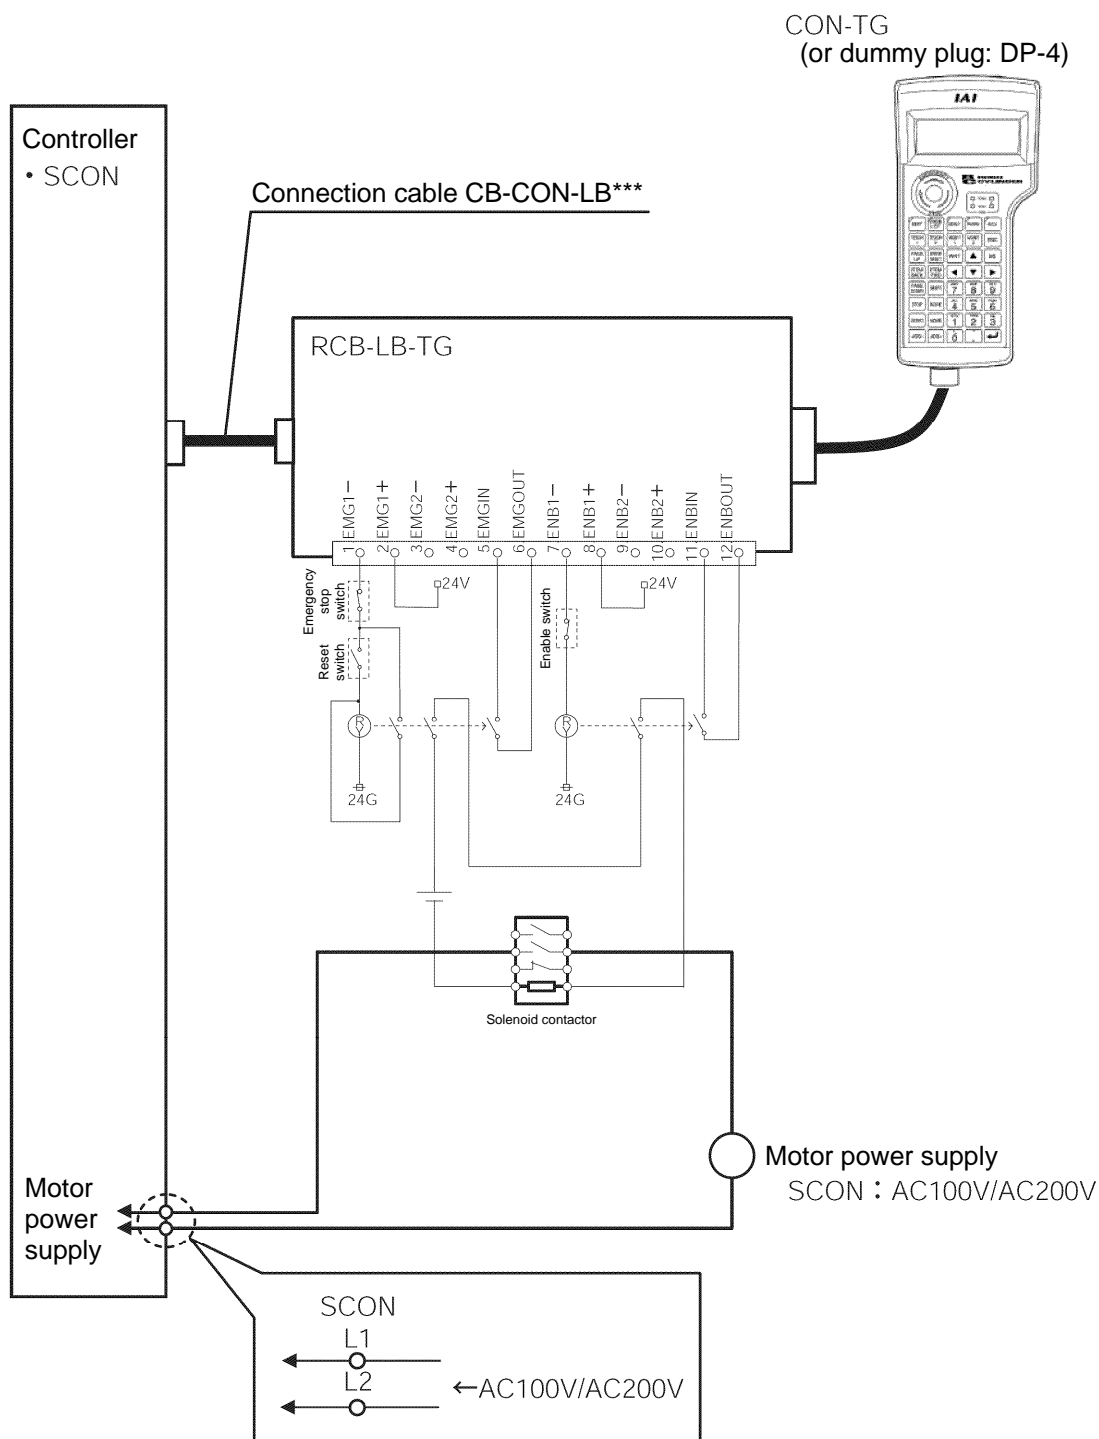 CON-TG
(or dummy plug: DP-4)
IAI
Controller
• SCON
Connection cable CB-CON-LB***
RCB-LB-TG
1 EMG1−
2 EMG1+
3 EMG2−
4 EMG2+
5 EMGIN
6 EMGOUT
7 ENB1−
8 ENB1+
9 ENB2−
10 ENB2+
11 ENBIN
12 ENBOUT
24V
24V
Emergency
stop
switch
Reset
switch
Enable switch
R
R
24G
24G
Solenoid contactor
Motor power supply
SCON : AC100V/AC200V
Motor
power
supply
SCON
L1
L2
←AC100V/AC200V